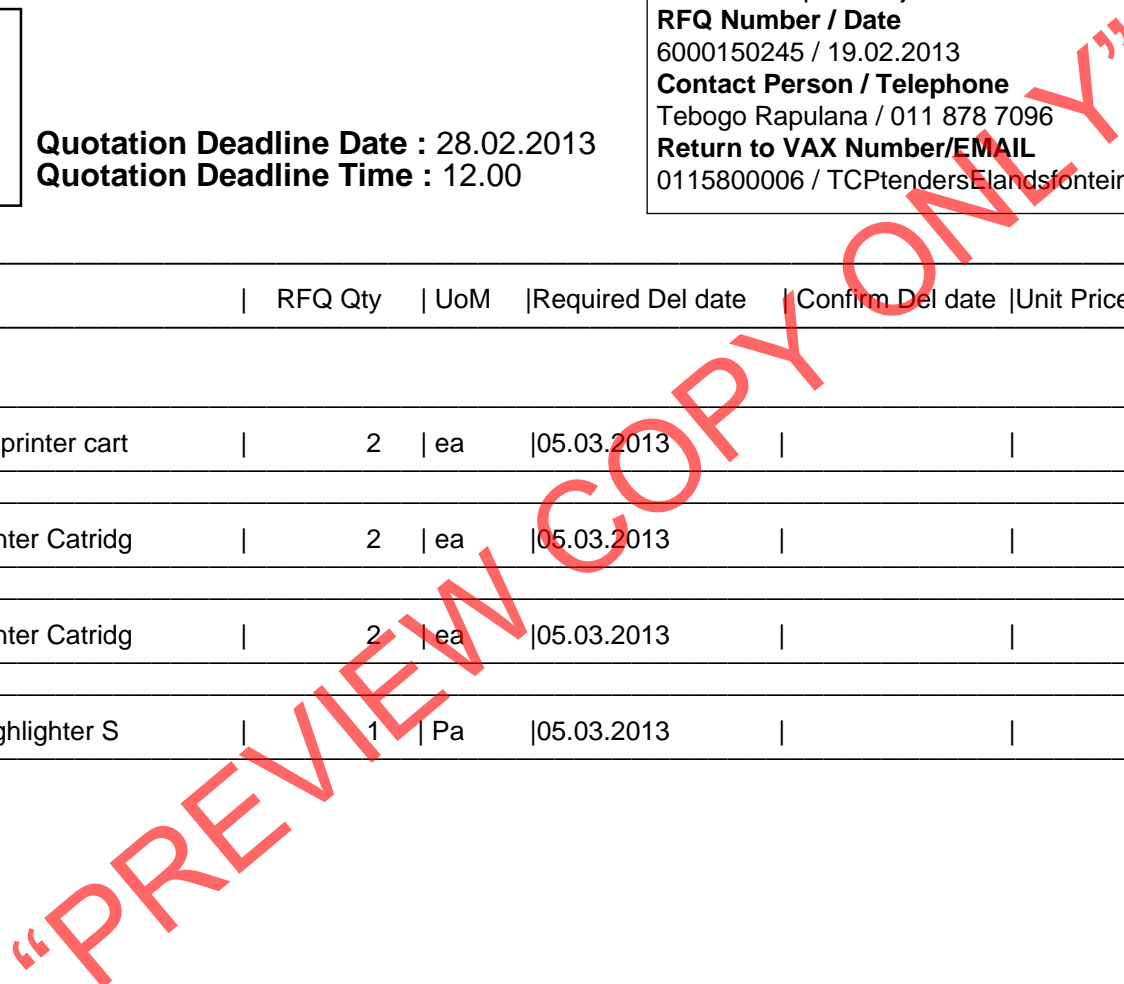 RFQ Number / Date
6000150245 / 19.02.2013
Contact Person / Telephone
Tebogo Rapulana / 011 878 7096
Quotation Deadline Date : 28.02.2013
Return to VAX Number/EMAIL
Quotation Deadline Time : 12.00
0115800006 / TCPtendersElandsfontein
| RFQ Qty | UoM |Required Del date | Confirm Del date |Unit Price
printer cart | 2 | ea |05.03.2013 | |
nter Catridg | 2 | ea |05.03.2013 | |
nter Catridg | 2 | ea |05.03.2013 | |
ghlighter S | 1 | Pa |05.03.2013 | |
“PREVIEW COPY ONLY”